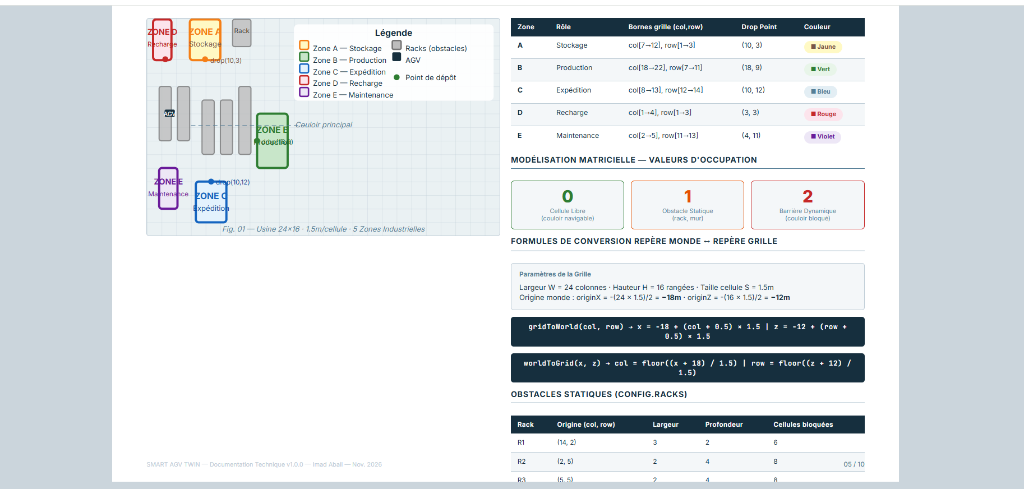 ZONE D
Recharge
ZONE A
Stockage
drop(10,3)
Rack
Légende
Zone A — Stockage
Zone B — Production
Zone C — Expédition
Zone D — Recharge
Zone E — Maintenance
Racks (obstacles)
AGV
Point de dépôt
AGV
Couloir principal
ZONE B
Production
ZONE E
Maintenance
drop(10,12)
ZONE C
Expédition
Fig. 01 — Usine 24×16 · 1.5m/cellule · 5 Zones Industrielles
Zone Rôle Bornes grille (col,row) Drop Point Couleur
A Stockage col[7→12], row[1→3] (10, 3) Jaune
B Production col[18→22], row[7→11] (18, 9) Vert
C Expédition col[8→13], row[12→14] (10, 12) Bleu
D Recharge col[1→4], row[1→3] (3, 3) Rouge
E Maintenance col[2→5], row[11→13] (4, 11) Violet
MODÉLISATION MATRICIELLE — VALEURS D'OCCUPATION
0
Cellule Libre
(couloir navigable)
1
Obstacle Statique
(rack, mur)
2
Barrière Dynamique
(couloir bloqué)
FORMULES DE CONVERSION REPÈRE MONDE ↔ REPÈRE GRILLE
Paramètres de la Grille
Largeur W = 24 colonnes · Hauteur H = 16 rangées · Taille cellule S = 1.5m
Origine monde : originX = -(24 × 1.5)/2 = −18m · originZ = -(16 × 1.5)/2 = −12m
gridToWorld(col, row) → x = -18 + (col + 0.5) × 1.5 | z = -12 + (row +
0.5) × 1.5
worldToGrid(x, z) → col = floor((x + 18) / 1.5) | row = floor((z + 12) /
1.5)
OBSTACLES STATIQUES (CONFIG.RACKS)
Rack Origine (col, row) Largeur Profondeur Cellules bloquées
R1 (14, 2) 3 2 6
R2 (2, 5) 2 4 8
R3 (5, 5) 2 4 8
SMART AGV TWIN — Documentation Technique v1.0.0 — Imad Aball — Nov. 2026
05 / 10